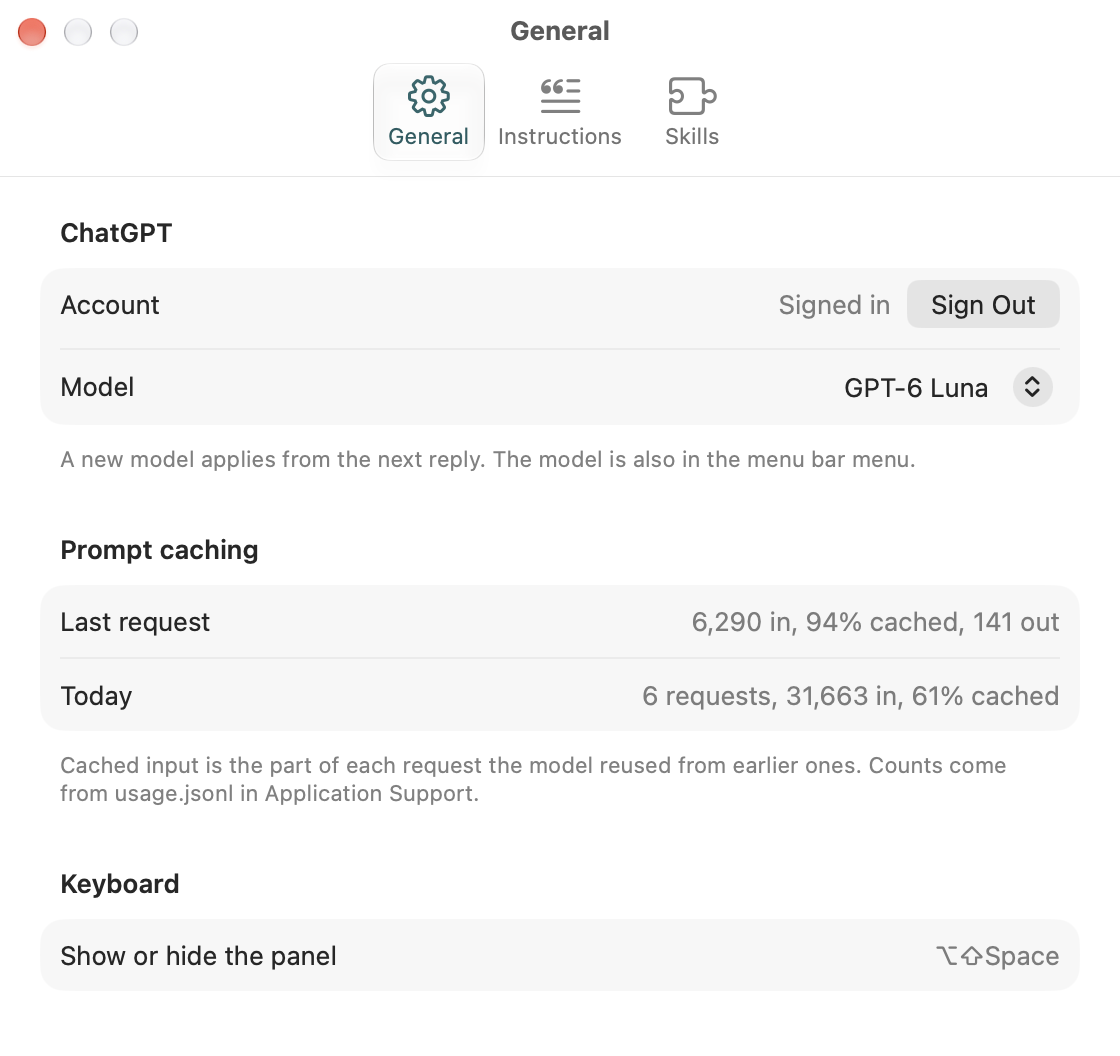 General
General
Instructions
Skills
ChatGPT
Account
Signed in
Sign Out
Model
GPT-6 Luna
A new model applies from the next reply. The model is also in the menu bar menu.
Prompt caching
Last request
6,290 in, 94% cached, 141 out
Today
6 requests, 31,663 in, 61% cached
Cached input is the part of each request the model reused from earlier ones. Counts come
from usage.jsonl in Application Support.
Keyboard
Show or hide the panel
⌥⇧Space